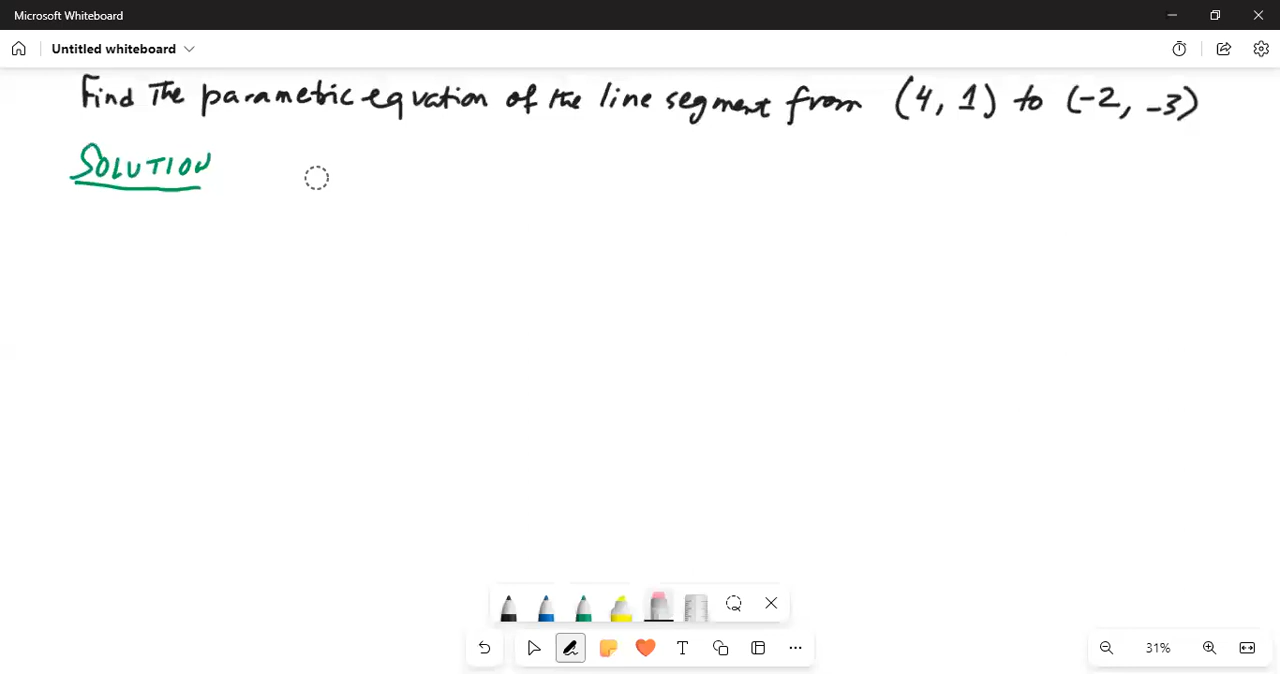 Microsoft Whiteboard
Untitled whiteboard
Find The parametric equation of the line segment from (4, 1) to (-2, -3)
SOLUTION
T
31%